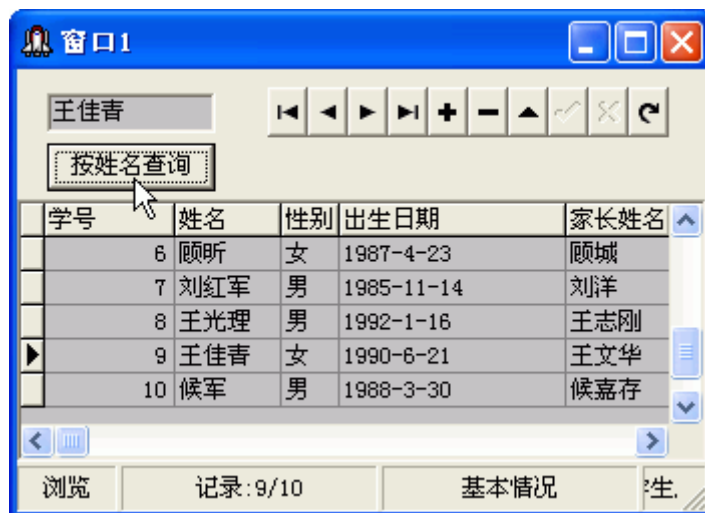 窗口1
王佳青
按姓名查询
学号 姓名 性别 出生日期 家长姓名
6 顾昕 女 1987-4-23 顾城
7 刘红军 男 1985-11-14 刘洋
8 王光理 男 1992-1-16 王志刚
9 王佳青 女 1990-6-21 王文华
10 候军 男 1988-3-30 候嘉存
浏览 记录:9/10 基本情况 生.